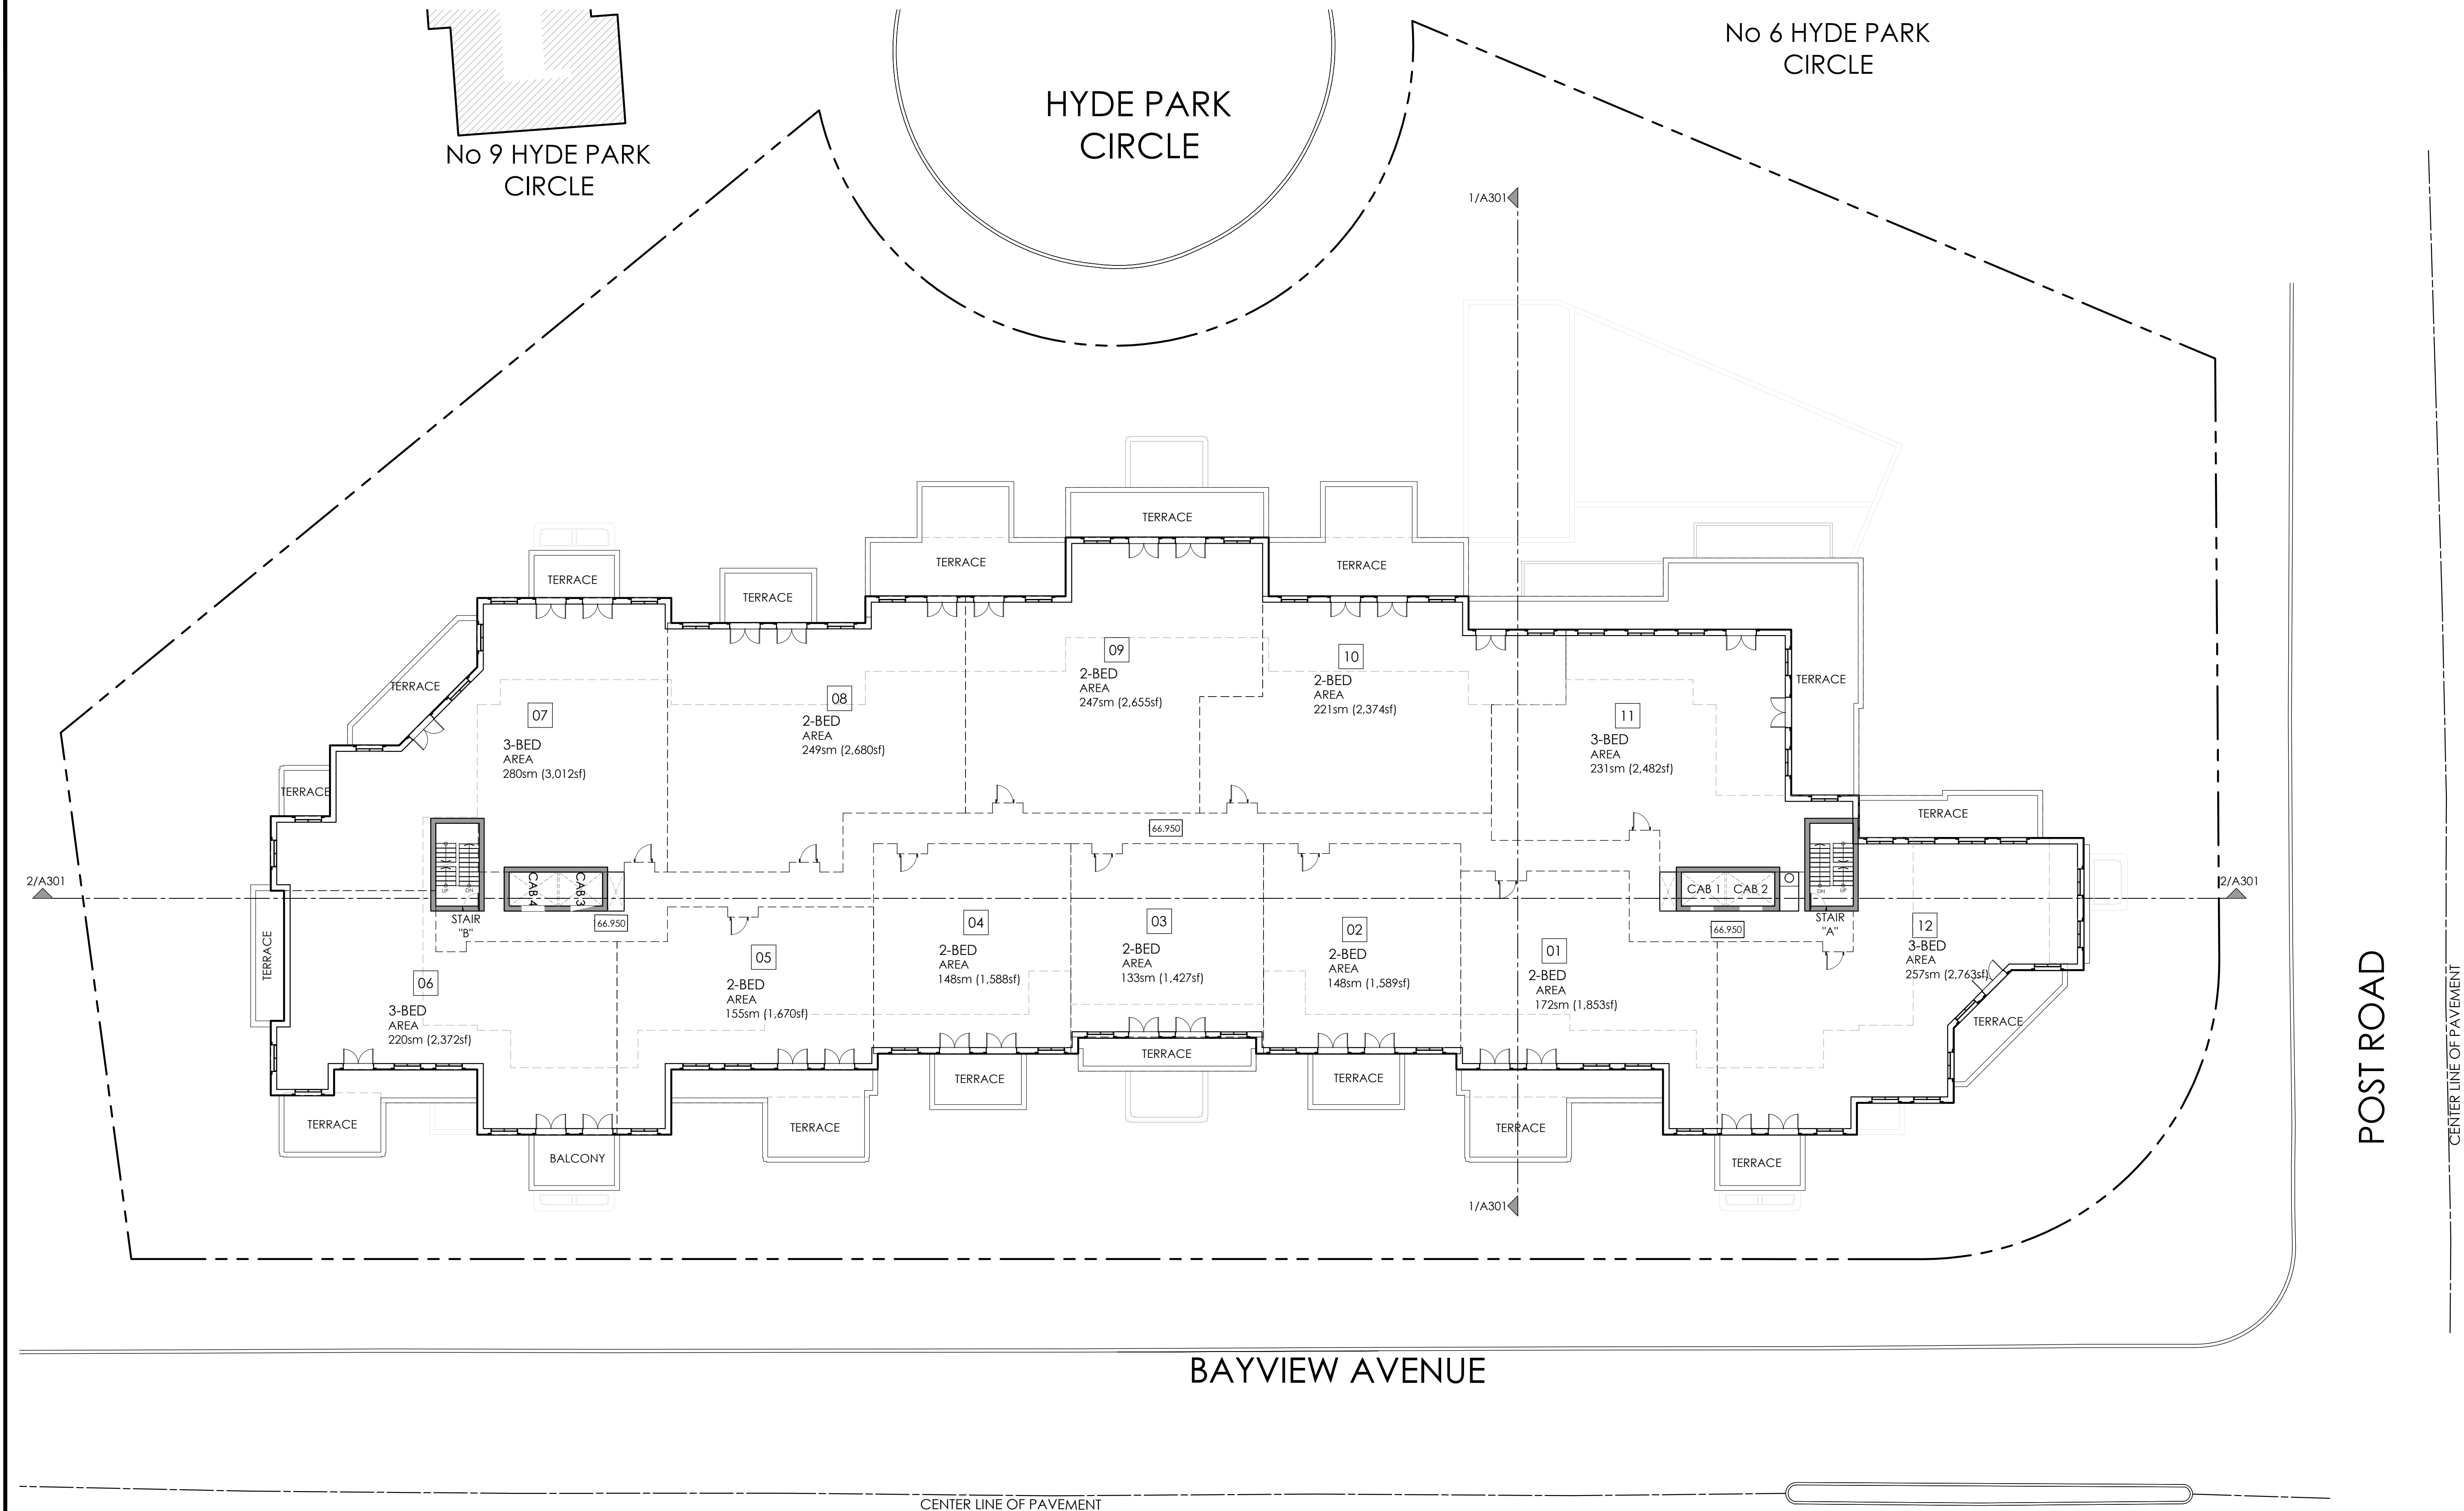 No 6 HYDE PARK
CIRCLE
HYDE PARK
CIRCLE
No 9 HYDE PARK
CIRCLE
1/A301
TERRACE
TERRACE
TERRACE
TERRACE
TERRACE
TERRACE
TERRACE
TERRACE
TERRACE
TERRACE
07
3-BED
AREA
280sm (3,012sf)
08
2-BED
AREA
249sm (2,680sf)
09
2-BED
AREA
247sm (2,655sf)
10
2-BED
AREA
221sm (2,374sf)
11
3-BED
AREA
231sm (2,482sf)
166.950
2/A301
UP
DN
CAB 4
CAB 3
STAIR
"B"
166.950
CAB 1
CAB 2
DN
UP
STAIR
"A"
166.950
2/A301
TERRACE
06
3-BED
AREA
220sm (2,372sf)
05
2-BED
AREA
155sm (1,670sf)
04
2-BED
AREA
148sm (1,588sf)
03
2-BED
AREA
133sm (1,427sf)
02
2-BED
AREA
148sm (1,589sf)
01
2-BED
AREA
172sm (1,853sf)
12
3-BED
AREA
257sm (2,763sf)
TERRACE
TERRACE
TERRACE
TERRACE
TERRACE
TERRACE
TERRACE
BALCONY
TERRACE
1/A301
POST ROAD
CENTER LINE OF PAVEMENT
BAYVIEW AVENUE
CENTER LINE OF PAVEMENT